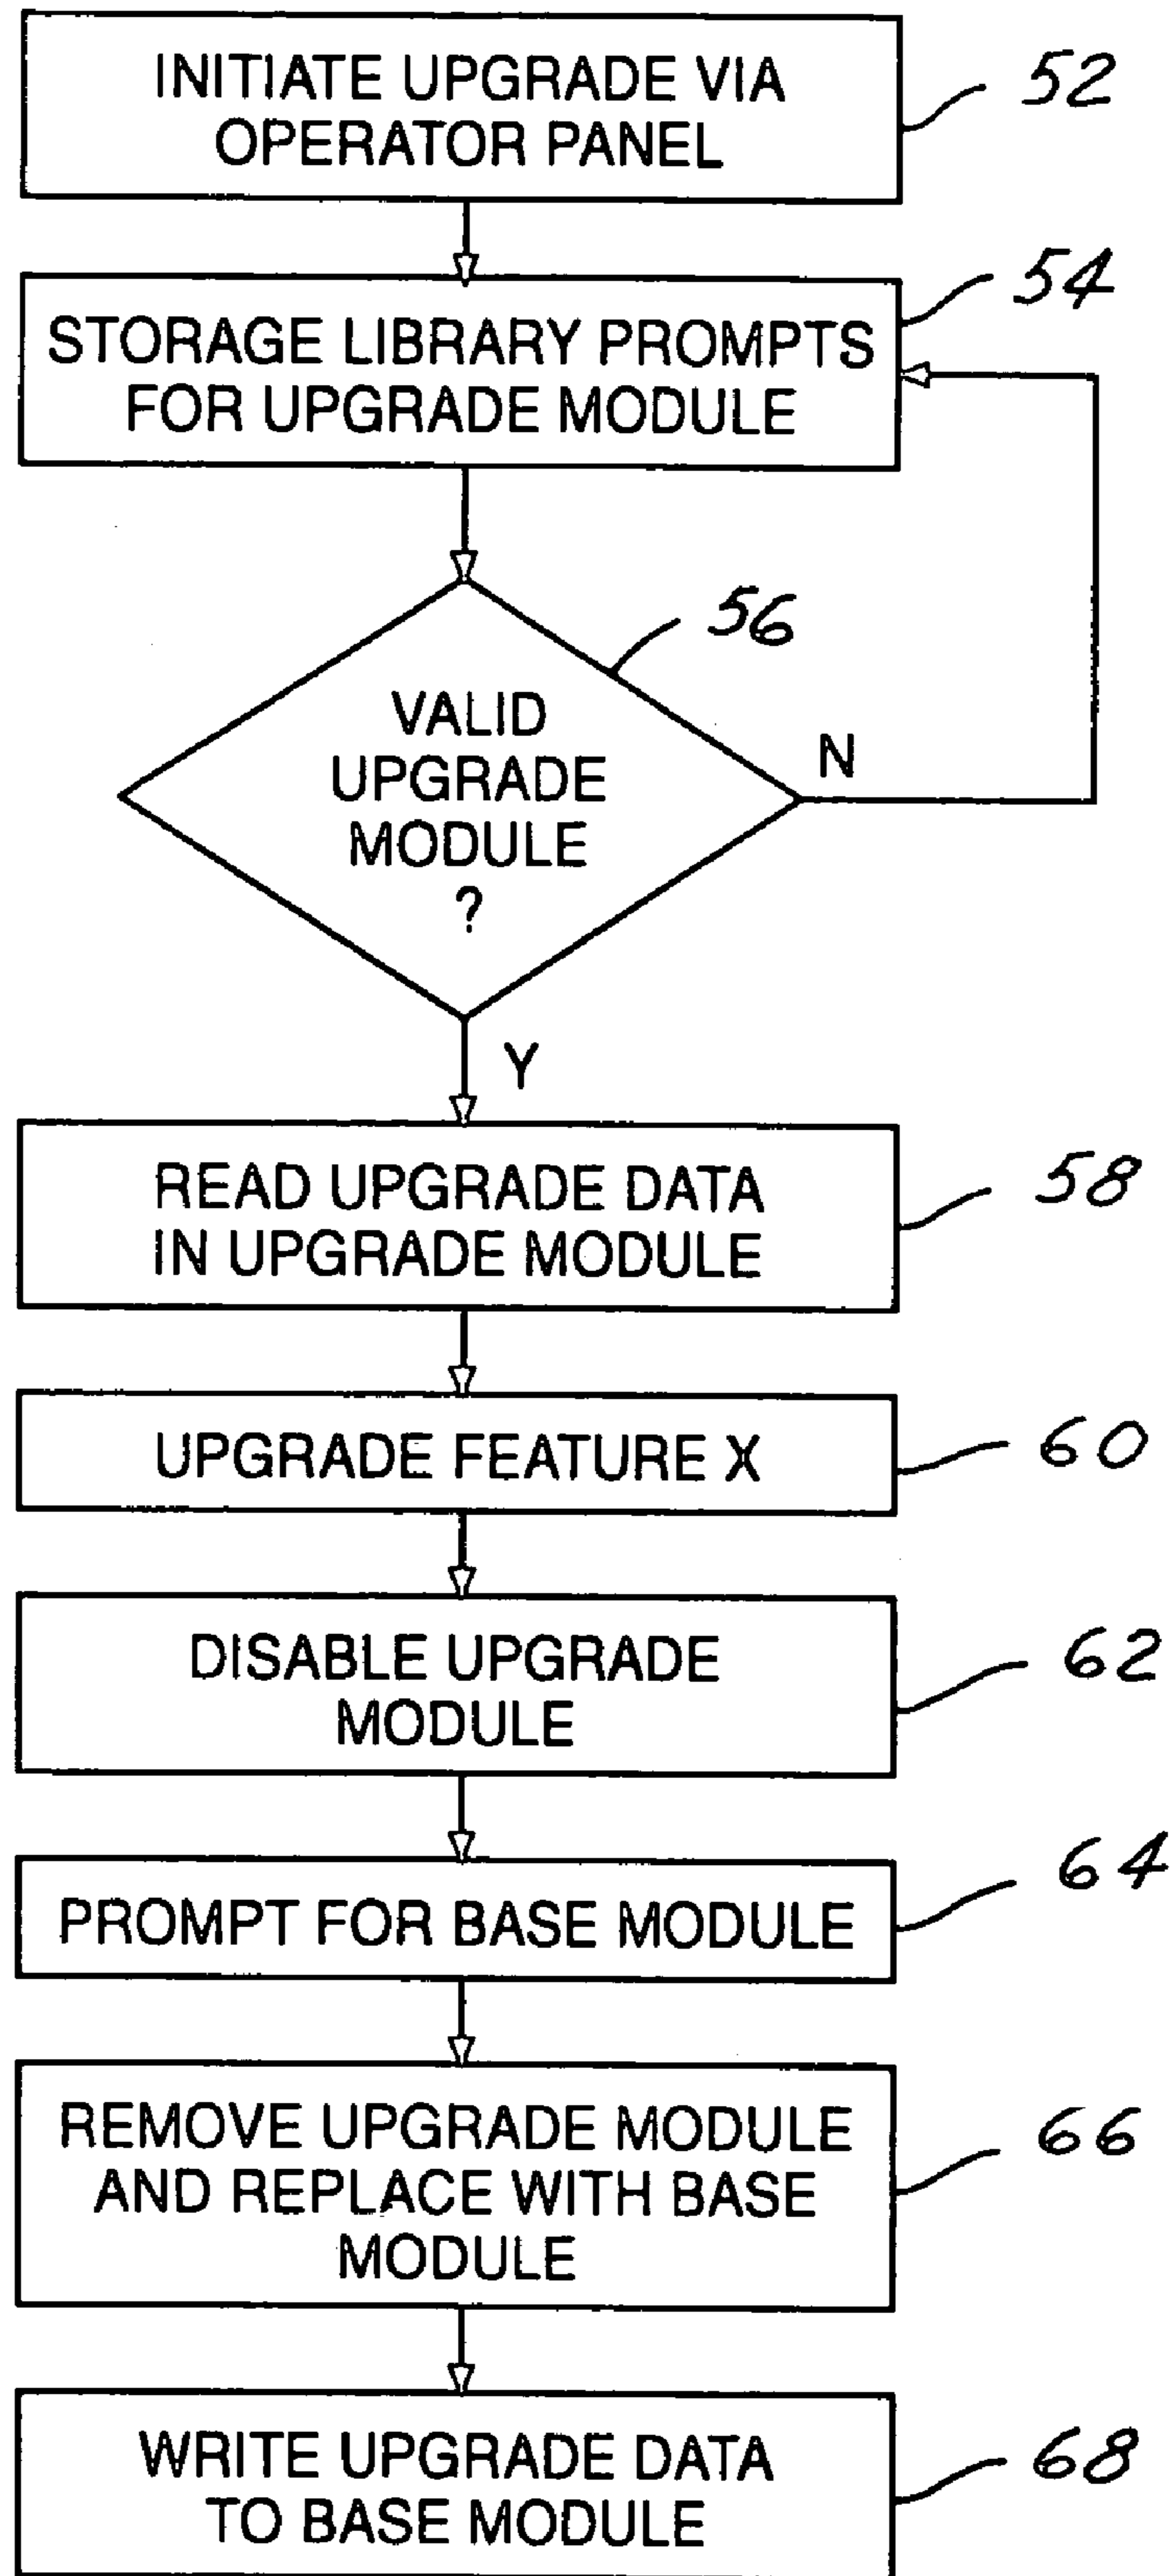 INITIATE UPGRADE VIA
OPERATOR PANEL
52
STORAGE LIBRARY PROMPTS
FOR UPGRADE MODULE
54
VALID
UPGRADE
MODULE
?
56
N
Y
READ UPGRADE DATA
IN UPGRADE MODULE
58
UPGRADE FEATURE X
60
DISABLE UPGRADE
MODULE
62
PROMPT FOR BASE MODULE
64
REMOVE UPGRADE MODULE
AND REPLACE WITH BASE
MODULE
66
WRITE UPGRADE DATA
TO BASE MODULE
68